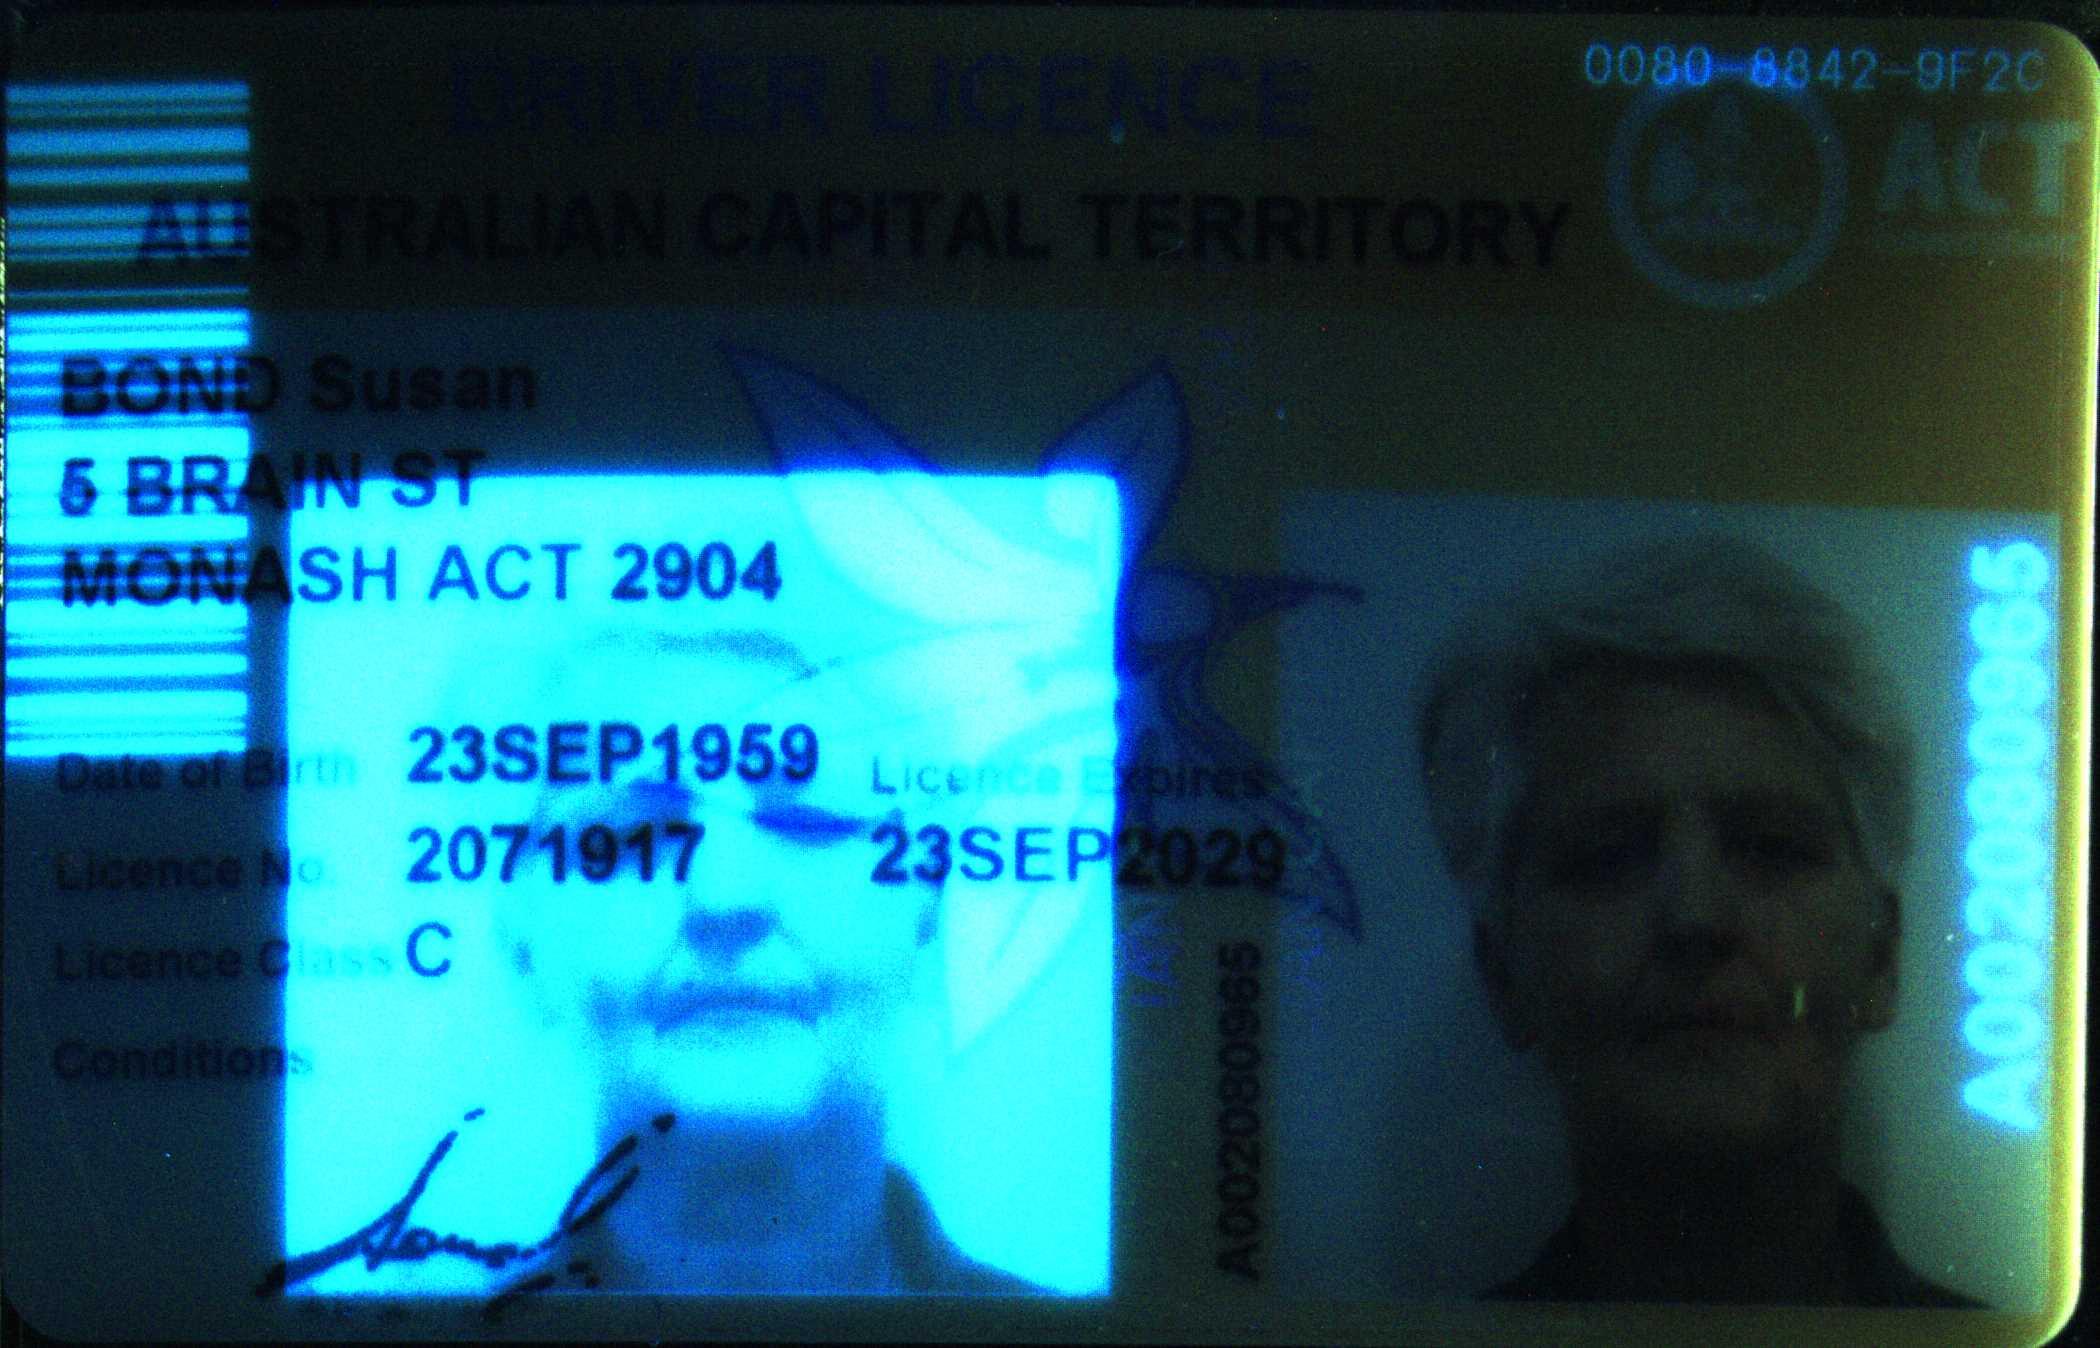 DRIVER LICENCE
0080-8842-9F2C
AUSTRALIAN CAPITAL TERRITORY
ACT
BOND Susan
5 BRAIN ST
MONASH ACT 2904
Date of Birth 23SEP1959
Licence Expires
Licence No. 2071917
23SEP2029
Licence Class C
Conditions
A002080965
A002080965